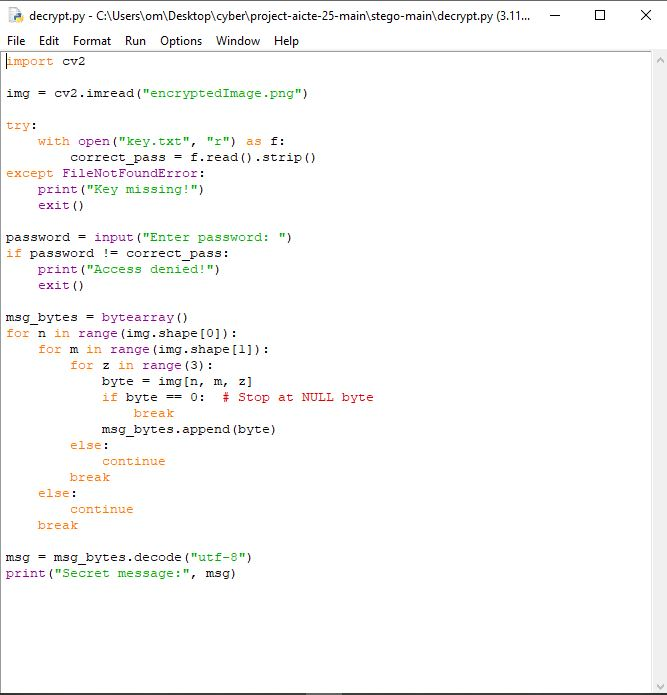 decrypt.py - C:\Users\om\Desktop\cyber\project-aicte-25-main\stego-main\decrypt.py (3.11...
File Edit Format Run Options Window Help
import cv2

img = cv2.imread("encryptedImage.png")

try:
    with open("key.txt", "r") as f:
        correct_pass = f.read().strip()
except FileNotFoundError:
    print("Key missing!")
    exit()

password = input("Enter password: ")
if password != correct_pass:
    print("Access denied!")
    exit()

msg_bytes = bytearray()
for n in range(img.shape[0]):
    for m in range(img.shape[1]):
        for z in range(3):
            byte = img[n, m, z]
            if byte == 0:  # Stop at NULL byte
                break
            msg_bytes.append(byte)
        else:
            continue
        break
    else:
        continue
    break

msg = msg_bytes.decode("utf-8")
print("Secret message:", msg)